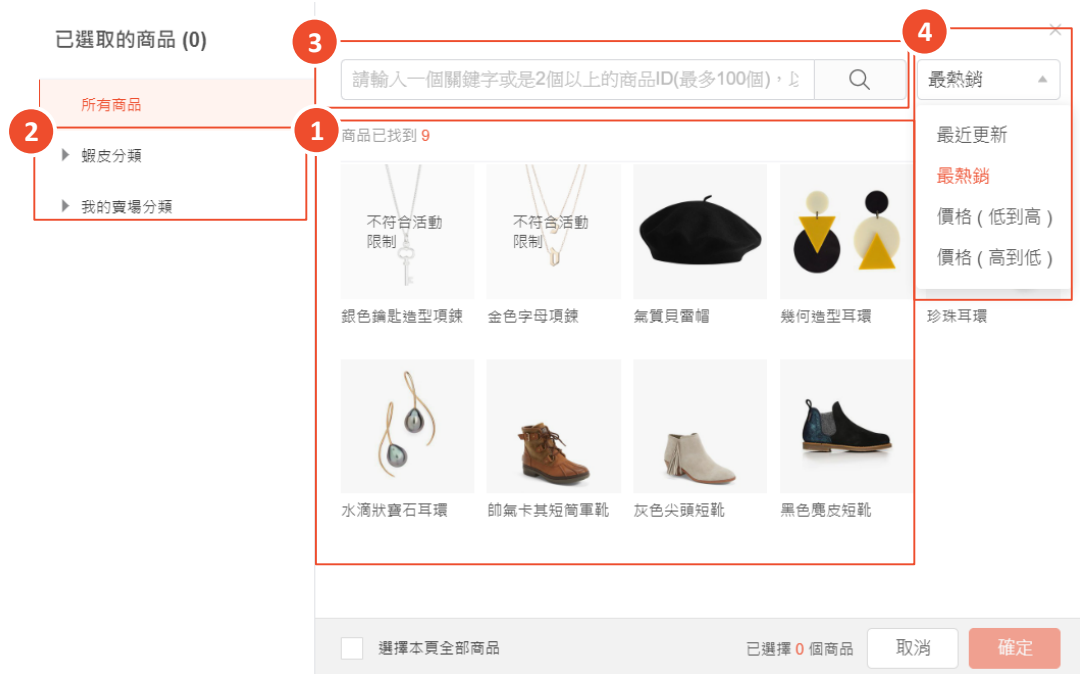 已選取的商品 (0)
所有商品
2
蝦皮分類
我的賣場分類
3
請輸入一個關鍵字或是2個以上的商品ID(最多100個)，以
4
最熱銷
最近更新
最熱銷
價格 ( 低到高 )
價格 ( 高到低 )
1
商品已找到 9
不符合活動
限制
不符合活動
限制
銀色鑰匙造型項鍊
金色字母項鍊
氣質貝雷帽
幾何造型耳環
珍珠耳環
水滴狀寶石耳環
帥氣卡其短筒軍靴
灰色尖頭短靴
黑色麂皮短靴
選擇本頁全部商品
已選擇 0 個商品
取消
確定